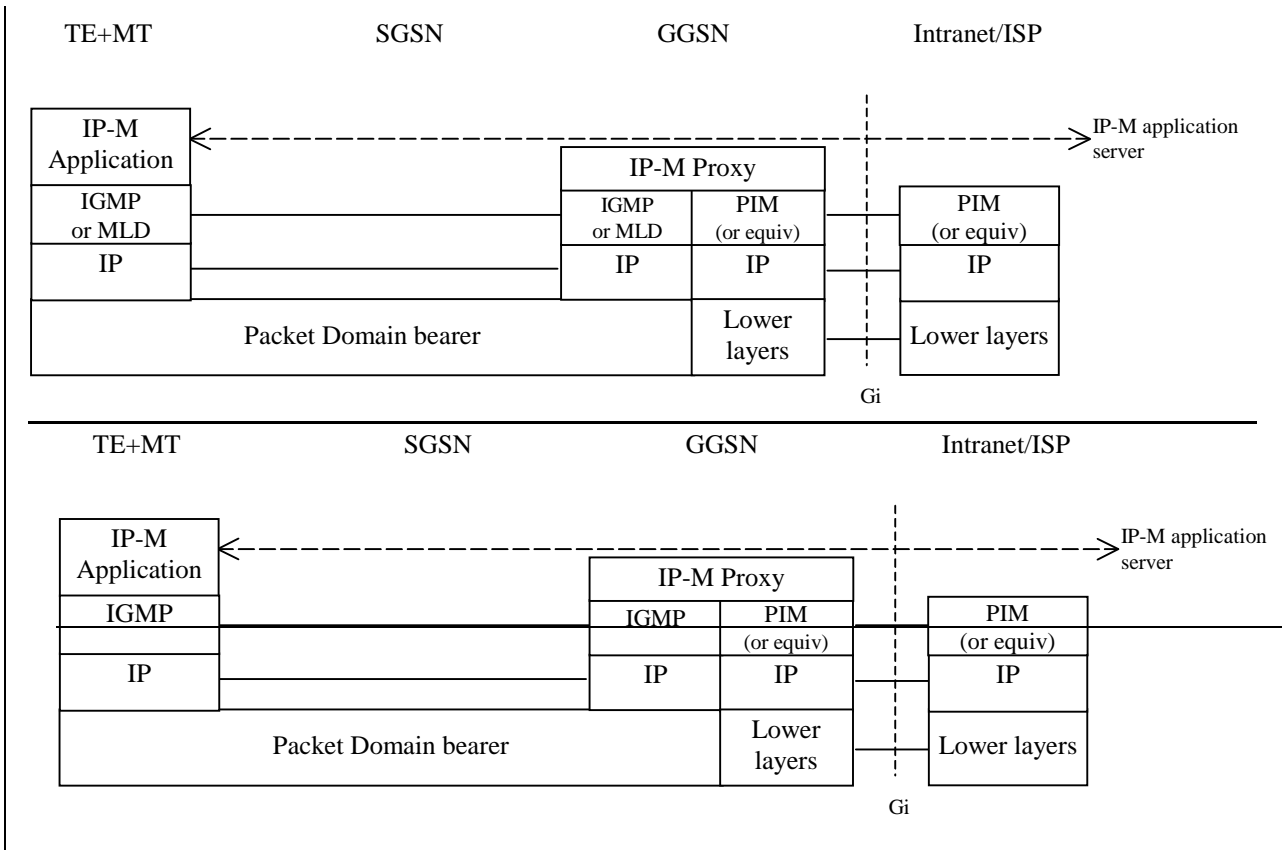 TE+MT SGSN GGSN Intranet/ISP
IP-M
Application
IP-M application
server
IP-M Proxy
IGMP
or MLD
IGMP
or MLD
PIM
(or equiv)
PIM
(or equiv)
IP IP IP IP
Packet Domain bearer
Lower
layers
Lower layers
Gi
TE+MT SGSN GGSN Intranet/ISP
IP-M
Application
IP-M application
server
IP-M Proxy
IGMP
IGMP
PIM
(or equiv)
PIM
(or equiv)
IP IP IP IP
Packet Domain bearer
Lower
layers
Lower layers
Gi